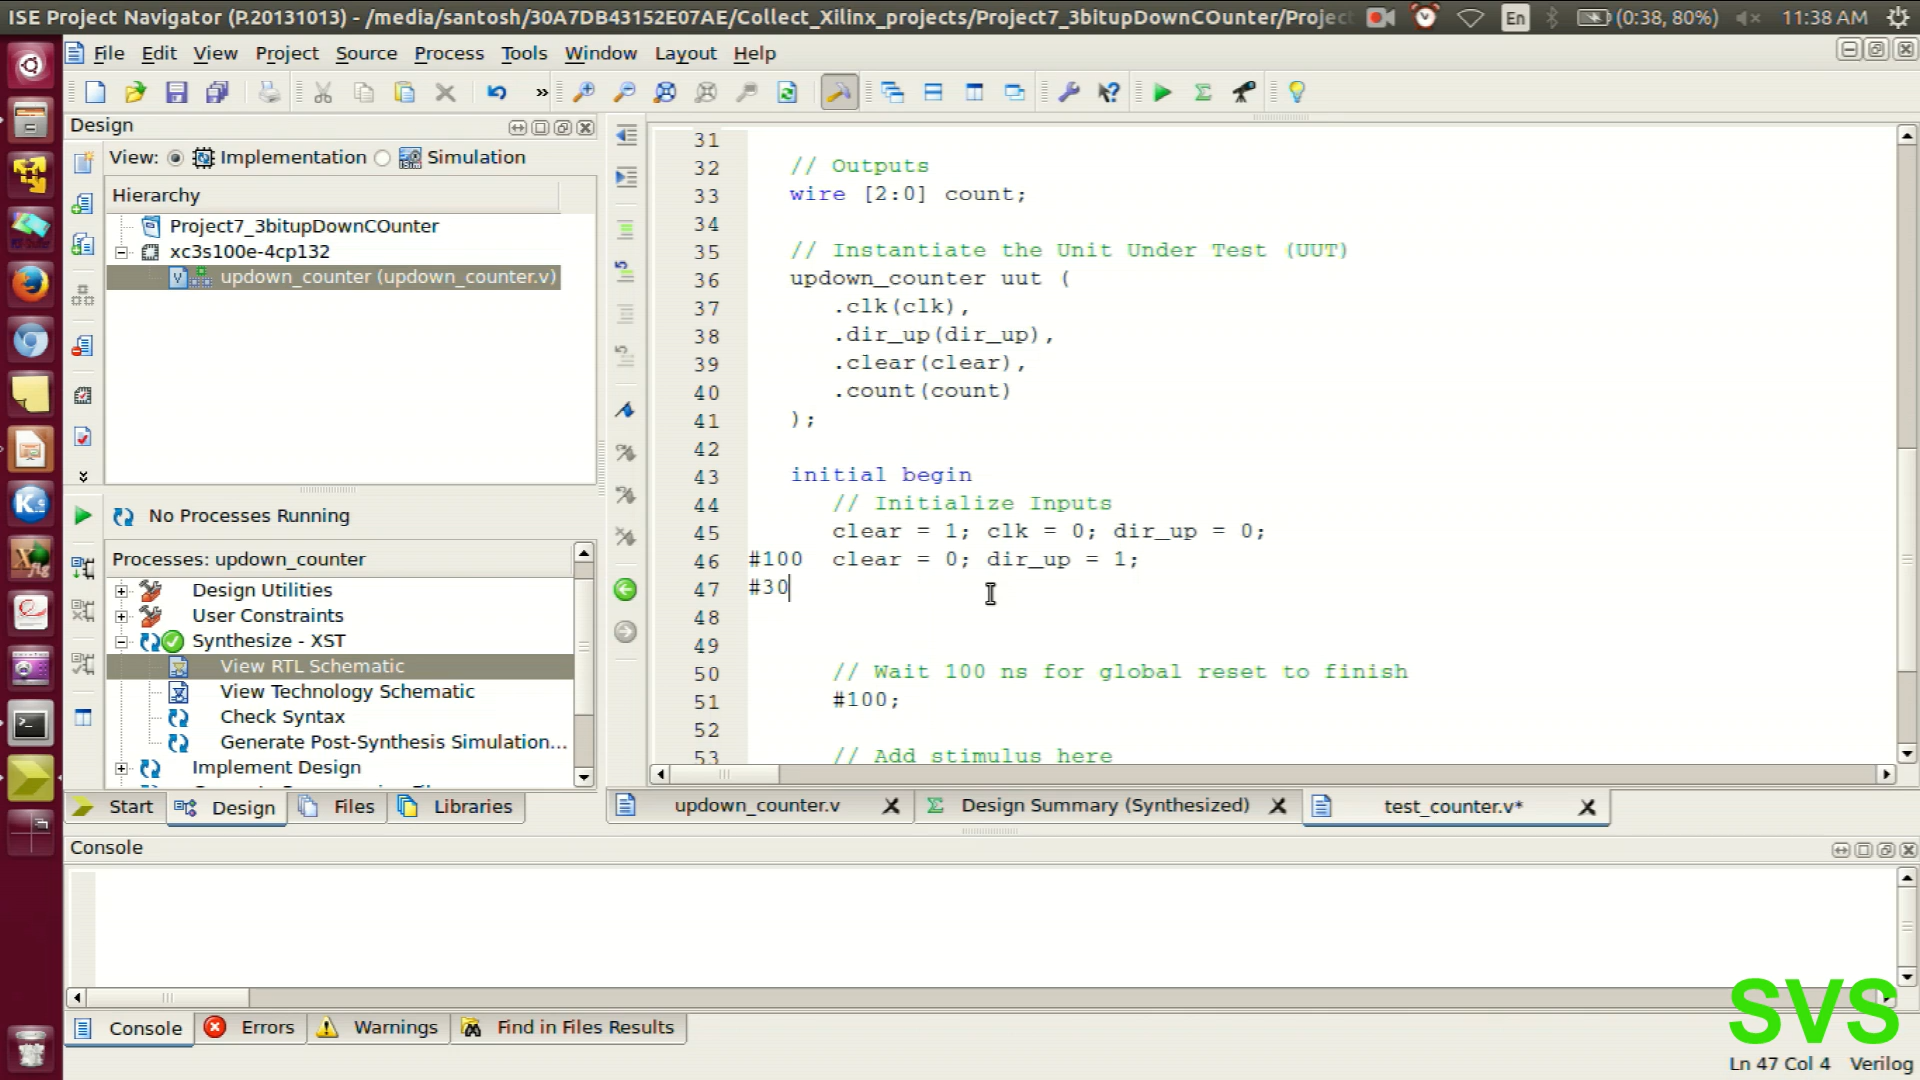 ISE Project Navigator (P.20131013) - /media/santosh/30A7DB43152E07AE/Collect_Xilinx_projects/Project7_3bitupDownCOunter/Projec
En
(0:38, 80%)
11:38 AM
File Edit View Project Source Process Tools Window Layout Help
»
Design
View: Implementation Simulation
Hierarchy
Project7_3bitupDownCOunter
xc3s100e-4cp132
updown_counter (updown_counter.v)
No Processes Running
Processes: updown_counter
Design Utilities
User Constraints
Synthesize - XST
View RTL Schematic
View Technology Schematic
Check Syntax
Generate Post-Synthesis Simulation...
Implement Design
Start Design Files Libraries
31
32 // Outputs
33 wire [2:0] count;
34
35 // Instantiate the Unit Under Test (UUT)
36 updown_counter uut (
37 .clk(clk),
38 .dir_up(dir_up),
39 .clear(clear),
40 .count(count)
41 );
42
43 initial begin
44 // Initialize Inputs
45 clear = 1; clk = 0; dir_up = 0;
46 #100 clear = 0; dir_up = 1;
47 #30
48
49
50 // Wait 100 ns for global reset to finish
51 #100;
52
53 // Add stimulus here
updown_counter.v Design Summary (Synthesized) test_counter.v*
Console
Console Errors Warnings Find in Files Results
SVS
Ln 47 Col 4 Verilog